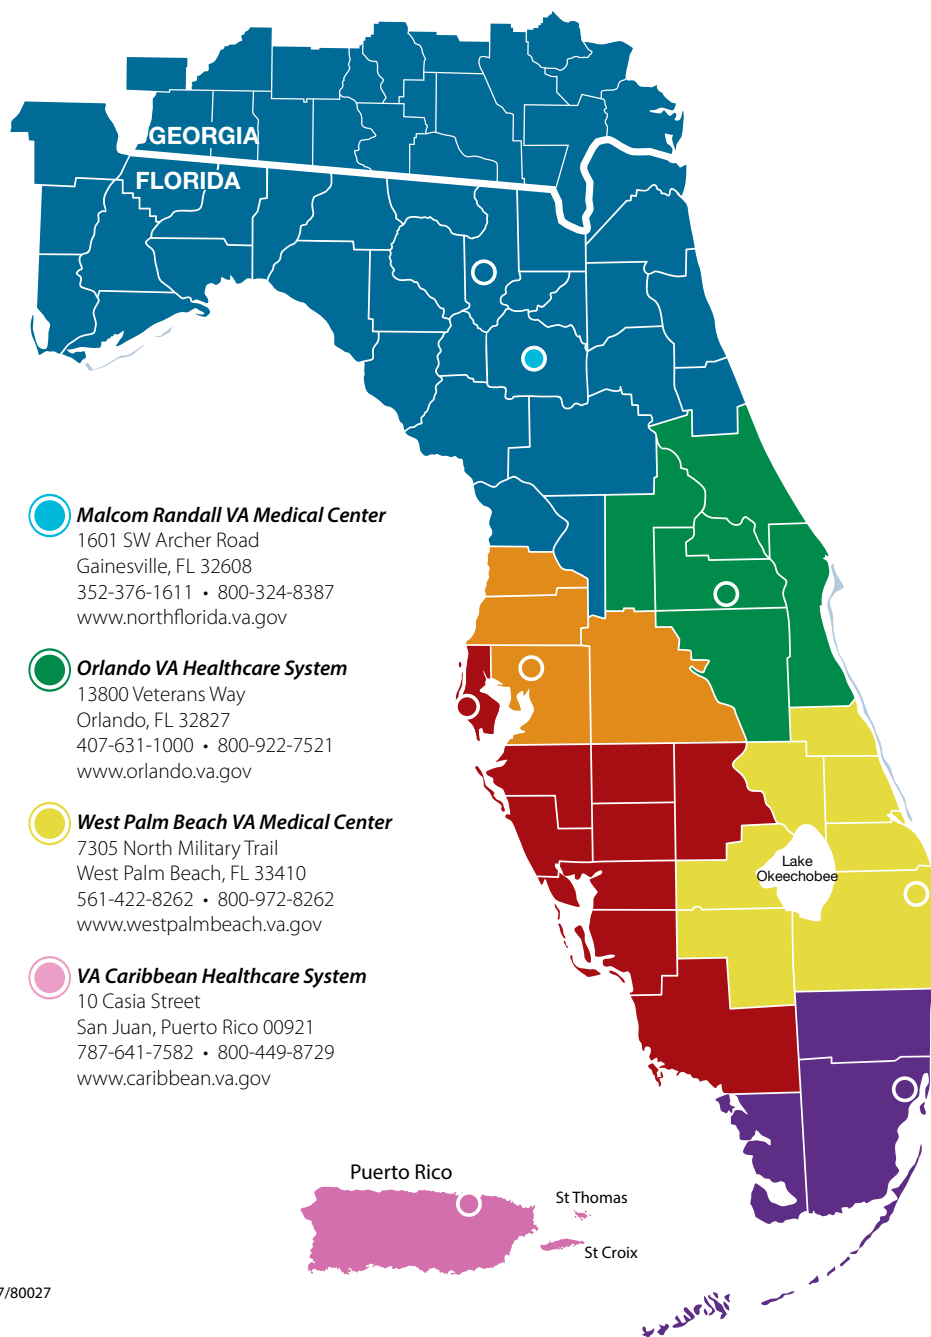 GEORGIA
FLORIDA
Malcom Randall VA Medical Center
1601 SW Archer Road
Gainesville, FL 32608
352-376-1611 • 800-324-8387
www.northflorida.va.gov
Orlando VA Healthcare System
13800 Veterans Way
Orlando, FL 32827
407-631-1000 • 800-922-7521
www.orlando.va.gov
West Palm Beach VA Medical Center
7305 North Military Trail
West Palm Beach, FL 33410
561-422-8262 • 800-972-8262
www.westpalmbeach.va.gov
Lake
Okeechobee
VA Caribbean Healthcare System
10 Casia Street
San Juan, Puerto Rico 00921
787-641-7582 • 800-449-8729
www.caribbean.va.gov
Puerto Rico
St Thomas
St Croix
7/80027